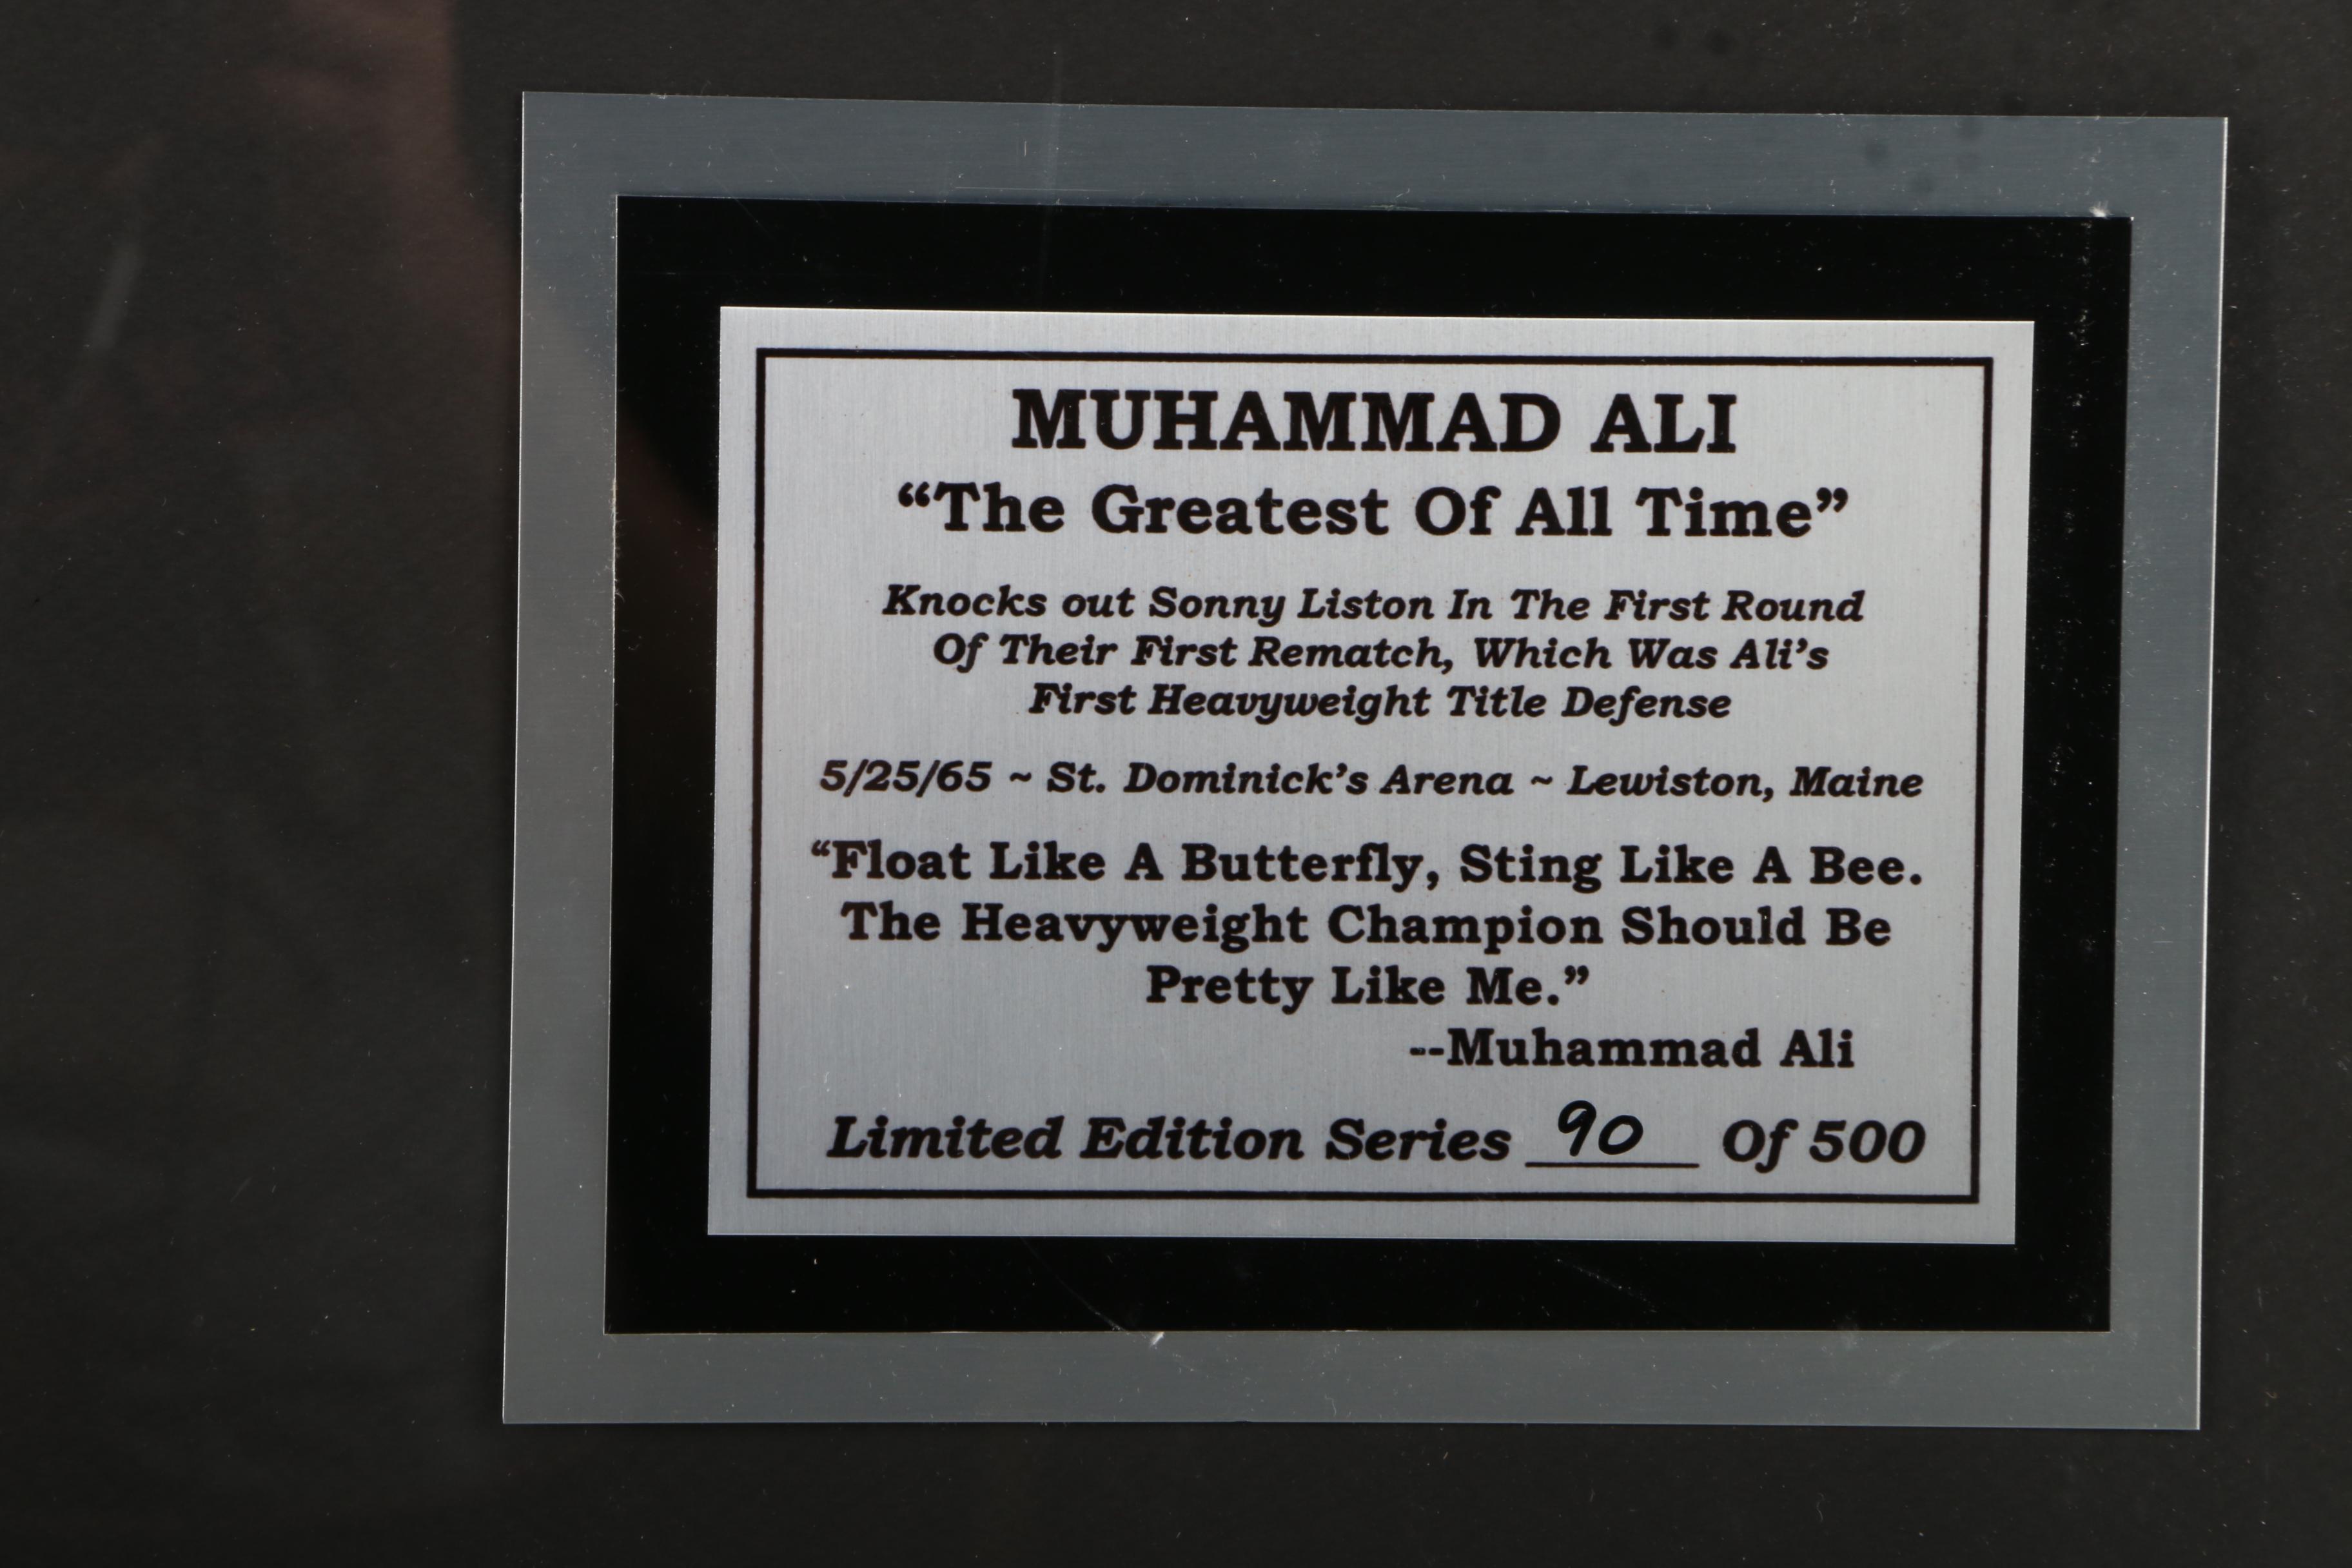 MUHAMMAD ALI
“The Greatest Of All Time”
Knocks out Sonny Liston In The First Round
Of Their First Rematch, Which Was Ali’s
First Heavyweight Title Defense
5/25/65 ~ St. Dominick’s Arena ~ Lewiston, Maine
“Float Like A Butterfly, Sting Like A Bee.
The Heavyweight Champion Should Be
Pretty Like Me.”
--Muhammad Ali
Limited Edition Series 90 Of 500